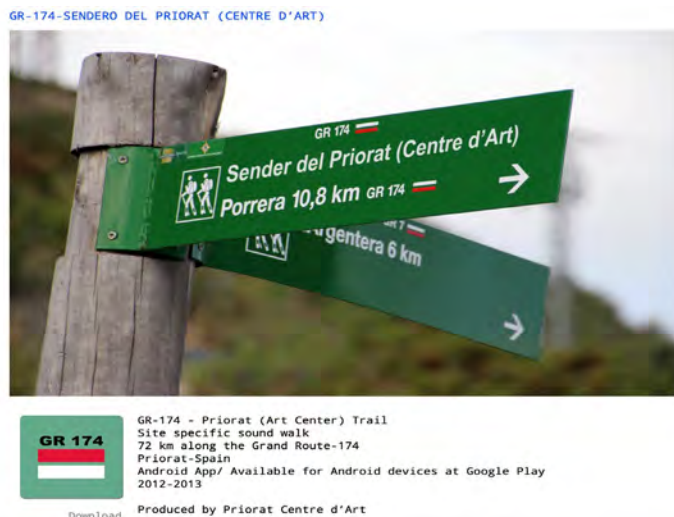 GR-174-SENDERO DEL PRIORAT (CENTRE D'ART)
GR 174
Sender del Priorat (Centre d'Art)
Porrera 10,8 km GR 174
GR 7
rgentera 6 km
GR 174
Download
GR-174 - Priorat (Art Center) Trail
Site specific sound walk
72 km along the Grand Route-174
Priorat-Spain
Android App/ Available for Android devices at Google Play
2012-2013
Produced by Priorat Centre d'Art